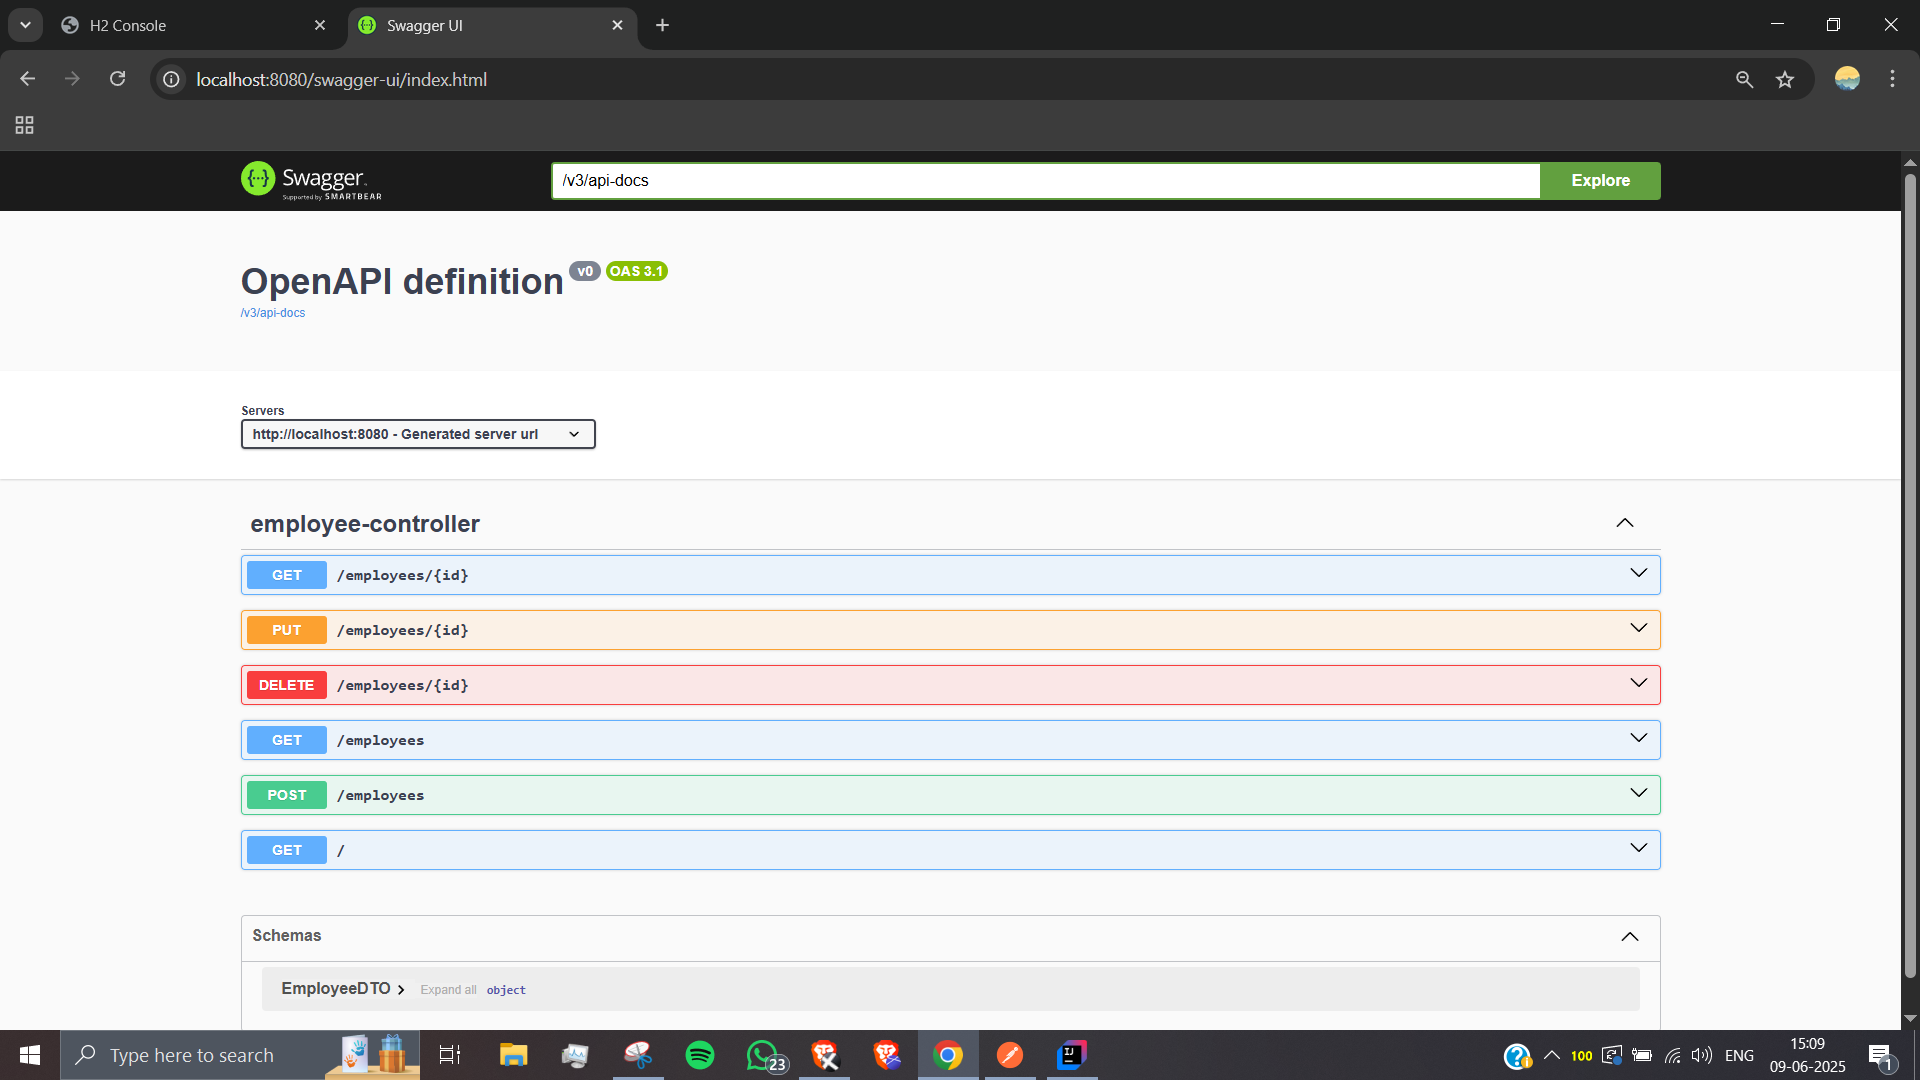 H2 Console
Swagger UI
localhost:8080/swagger-ui/index.html
Swagger
Supported by SMARTBEAR
/v3/api-docs
Explore
OpenAPI definition v0 OAS 3.1
/v3/api-docs
Servers
http://localhost:8080 - Generated server url
employee-controller
GET /employees/{id}
PUT /employees/{id}
DELETE /employees/{id}
GET /employees
POST /employees
GET /
Schemas
EmployeeDTO Expand all object
Type here to search
23
IJ
100
ENG
15:09
09-06-2025
1